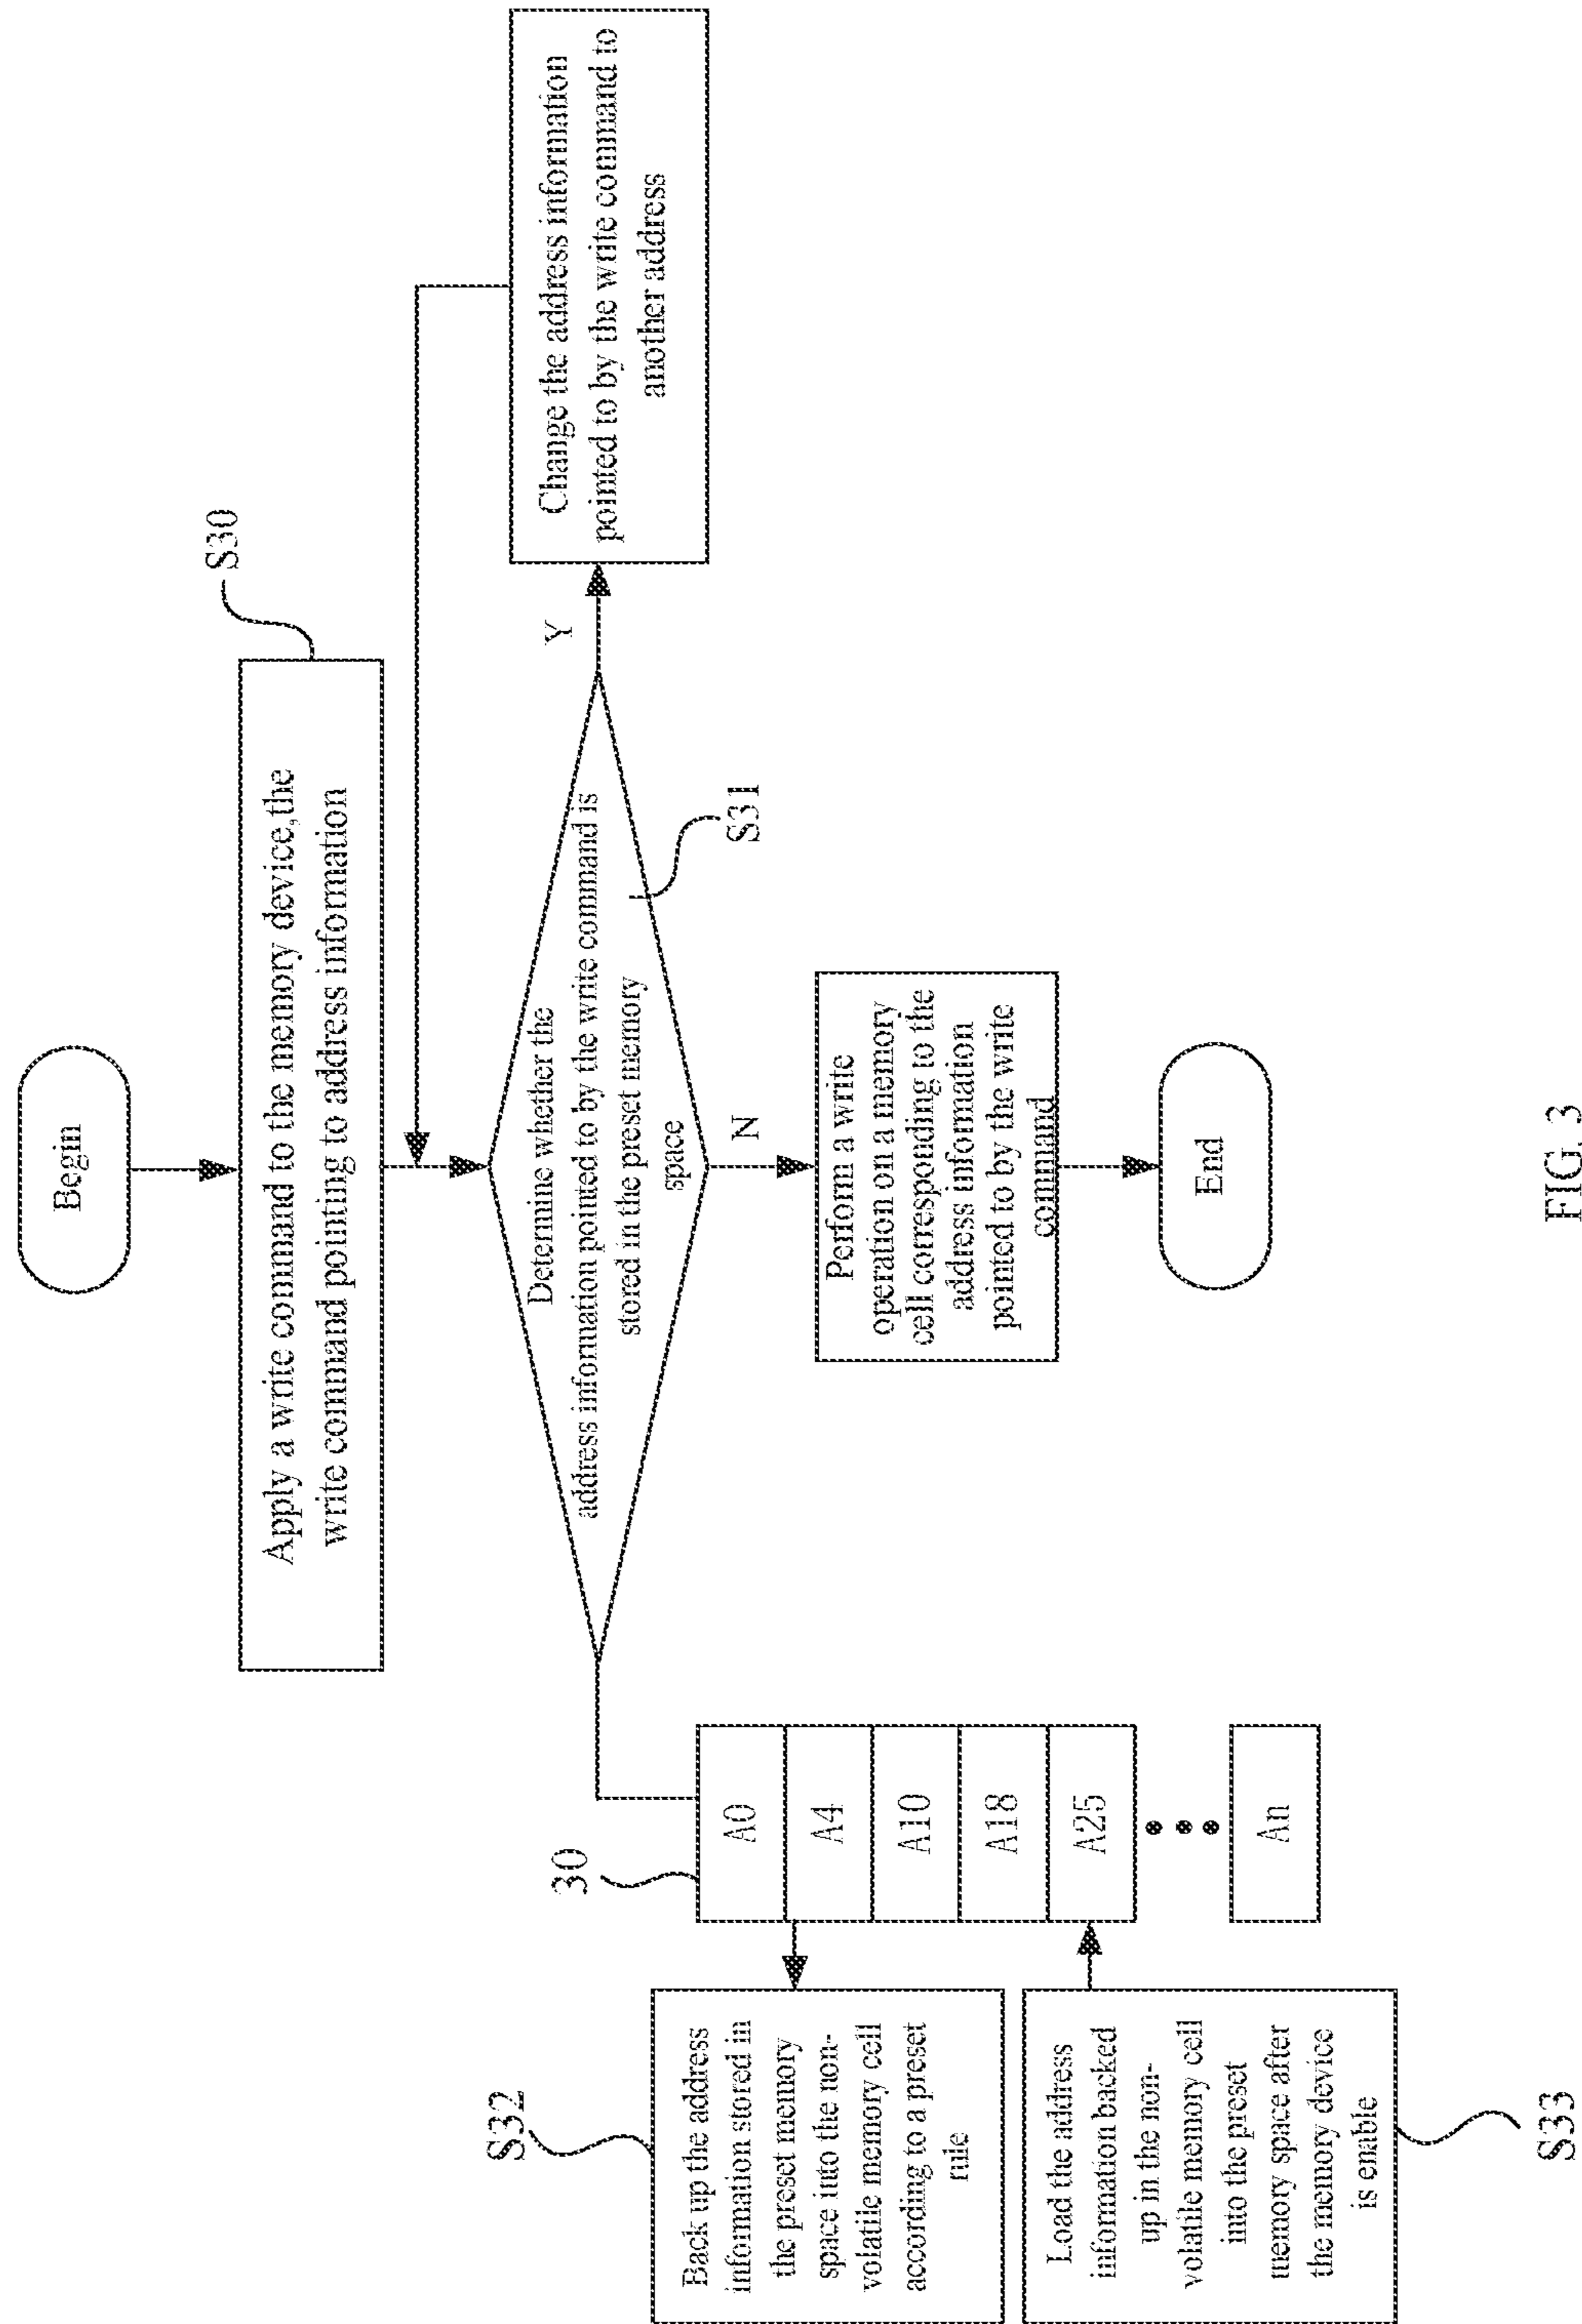 Begin
S30
Apply a write command to the memory device,the
write command pointing to address information
Determine whether the
address information pointed to by the write command is
stored in the preset memory
space
S31
Y
Change the address information
pointed to by the write command to
another address
N
Perform a write
operation on a memory
cell corresponding to the
address information
pointed to by the write
command
End
30
A0
A4
A10
A18
A25
An
S32
Back up the address
information stored in
the preset memory
space into the non-
volatile memory cell
according to a preset
rule
Load the address
information backed
up in the non-
volatile memory cell
into the preset
memory space after
the memory device
is enable
S33
FIG. 3